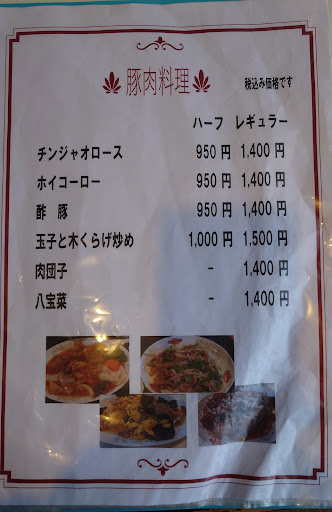 豚肉料理 税込み価格です
ハーフ レギュラー
チンジャオロース 950 円 1,400 円
ホイコーロー 950 円 1,400 円
酢 豚 950 円 1,400 円
玉子と木くらげ炒め 1,000 円 1,500 円
肉団子 - 1,400 円
八宝菜 - 1,400 円